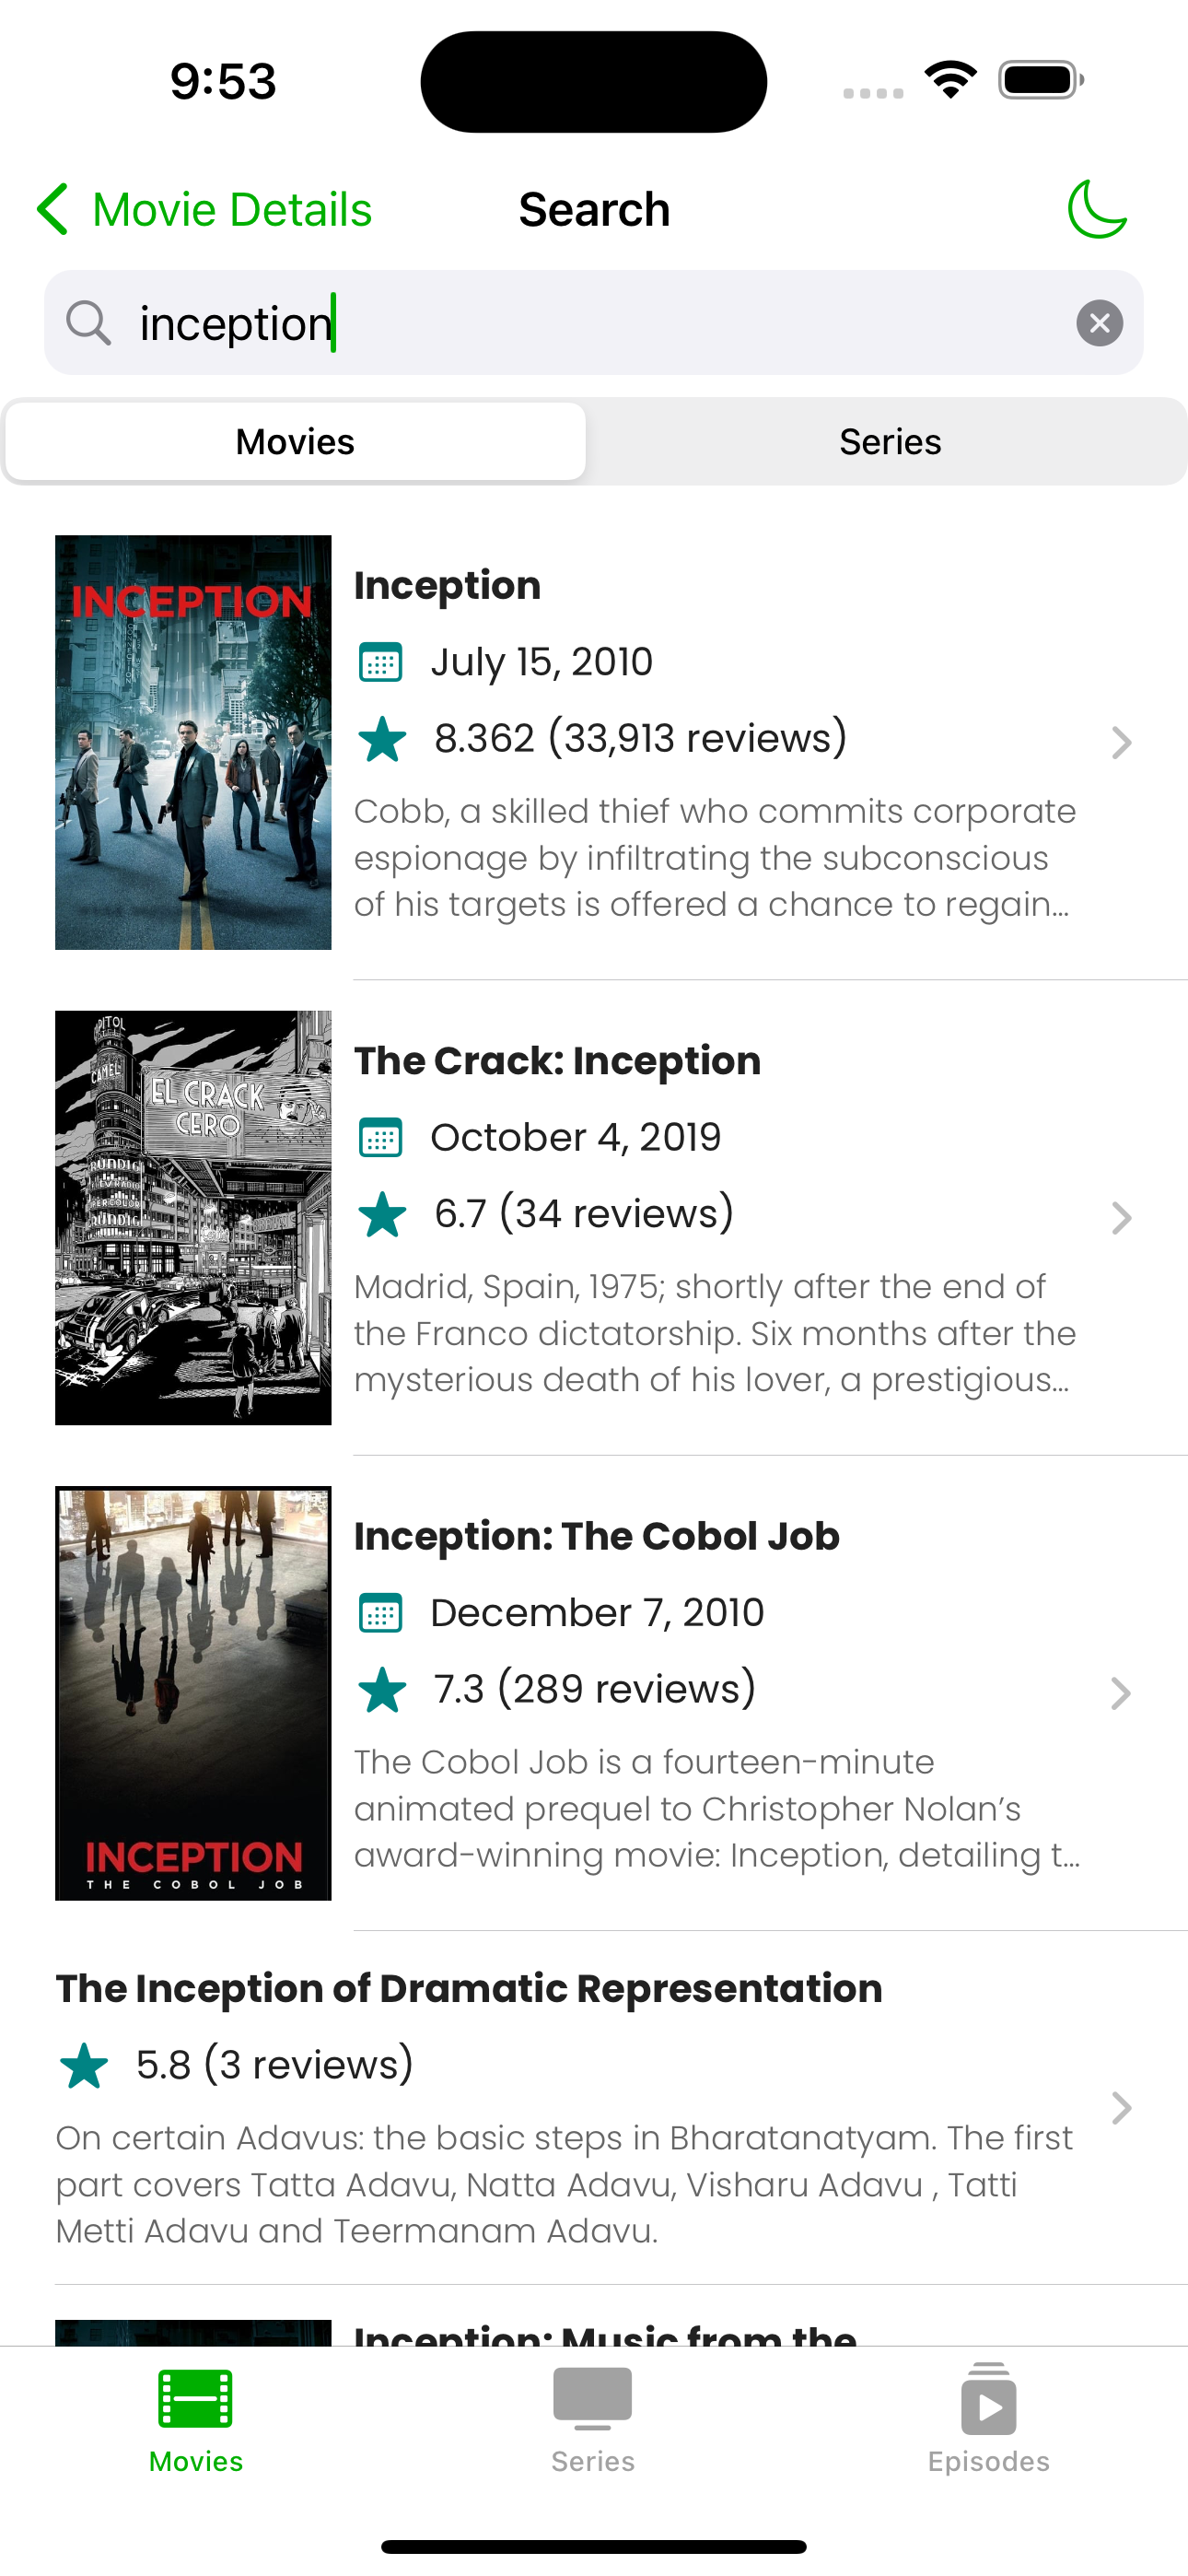 9:53
Movie Details
Search
inception
Movies
Series
INCEPTION
Inception
July 15, 2010
8.362 (33,913 reviews)
Cobb, a skilled thief who commits corporate
espionage by infiltrating the subconscious
of his targets is offered a chance to regain...
CAMEL
EL CRACK
CERO
The Crack: Inception
October 4, 2019
6.7 (34 reviews)
Madrid, Spain, 1975; shortly after the end of
the Franco dictatorship. Six months after the
mysterious death of his lover, a prestigious...
INCEPTION
THE COBOL JOB
Inception: The Cobol Job
December 7, 2010
7.3 (289 reviews)
The Cobol Job is a fourteen-minute
animated prequel to Christopher Nolan’s
award-winning movie: Inception, detailing t...
The Inception of Dramatic Representation
5.8 (3 reviews)
On certain Adavus: the basic steps in Bharatanatyam. The first
part covers Tatta Adavu, Natta Adavu, Visharu Adavu , Tatti
Metti Adavu and Teermanam Adavu.
Inception: Music from the
Movies
Series
Episodes